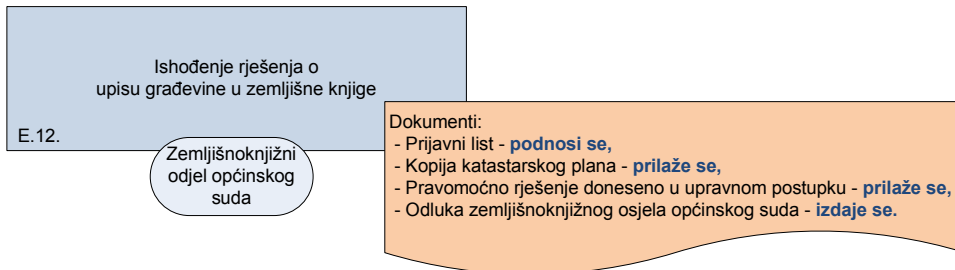 Ishođenje rješenja o
upisu građevine u zemljišne knjige
E.12.
Zemljišnoknjižni
odjel općinskog
suda
Dokumenti:
- Prijavni list - podnosi se,
- Kopija katastarskog plana - prilaže se,
- Pravomoćno rješenje doneseno u upravnom postupku - prilaže se,
- Odluka zemljišnoknjižnog osjela općinskog suda - izdaje se.